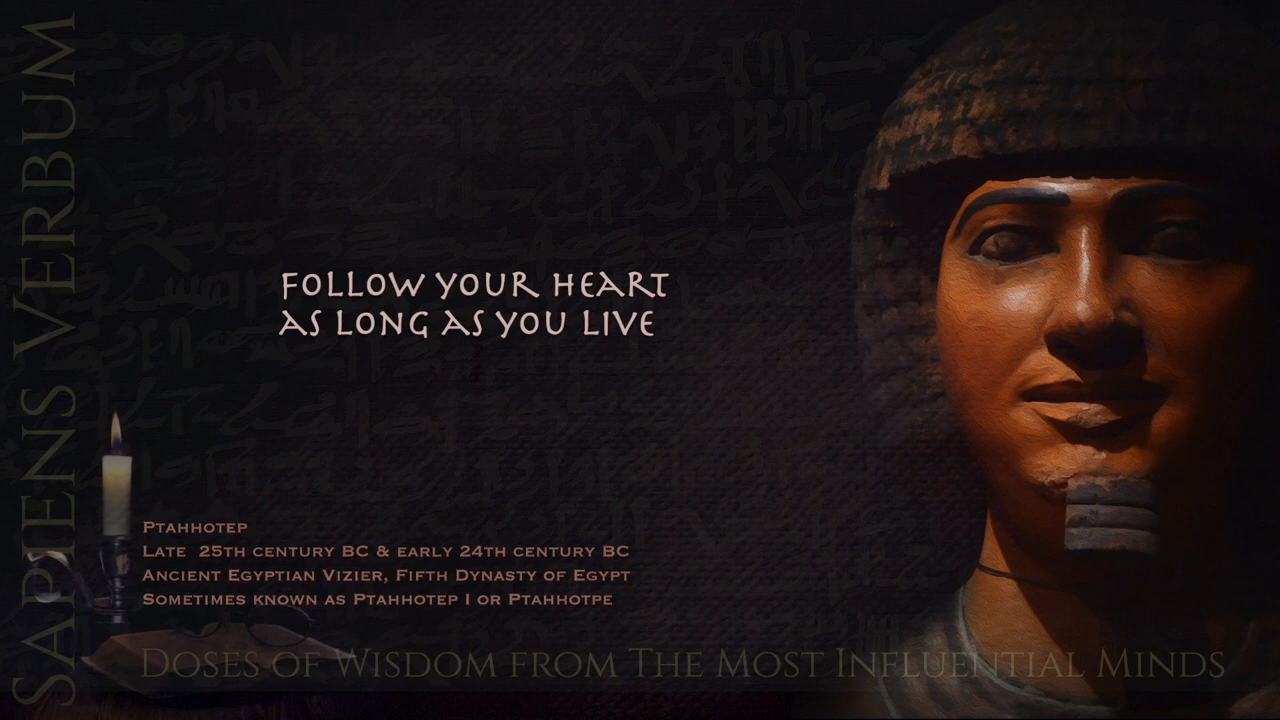 SAPIENS VERBUM
FOLLOW YOUR HEART
AS LONG AS YOU LIVE
PTAHHOTEP
LATE 25TH CENTURY BC & EARLY 24TH CENTURY BC
ANCIENT EGYPTIAN VIZIER, FIFTH DYNASTY OF EGYPT
SOMETIMES KNOWN AS PTAHHOTEP I OR PTAHHOTPE
DOSES OF WISDOM FROM THE MOST INFLUENTIAL MINDS